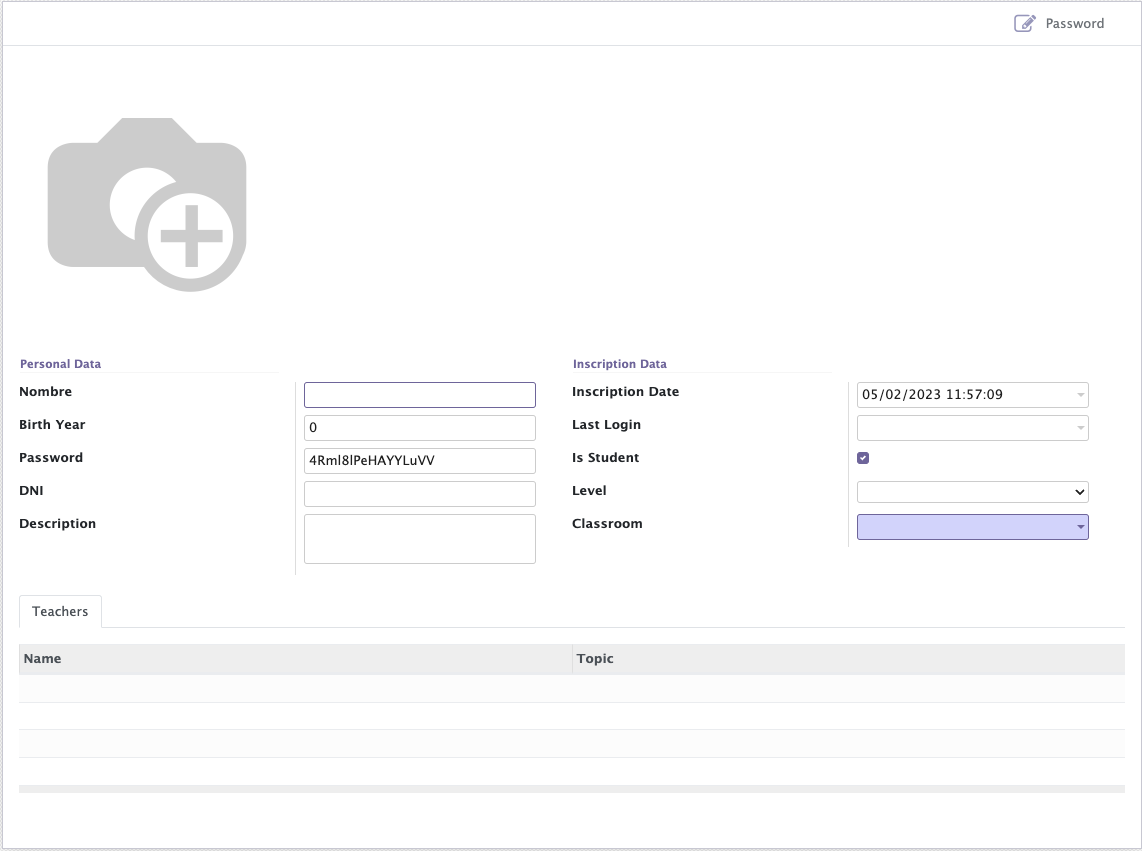 Password
Personal Data
Nombre
Birth Year 0
Password 4Rml8lPeHAYYLuVV
DNI
Description
Inscription Data
Inscription Date 05/02/2023 11:57:09
Last Login
Is Student
Level
Classroom
Teachers
Name Topic